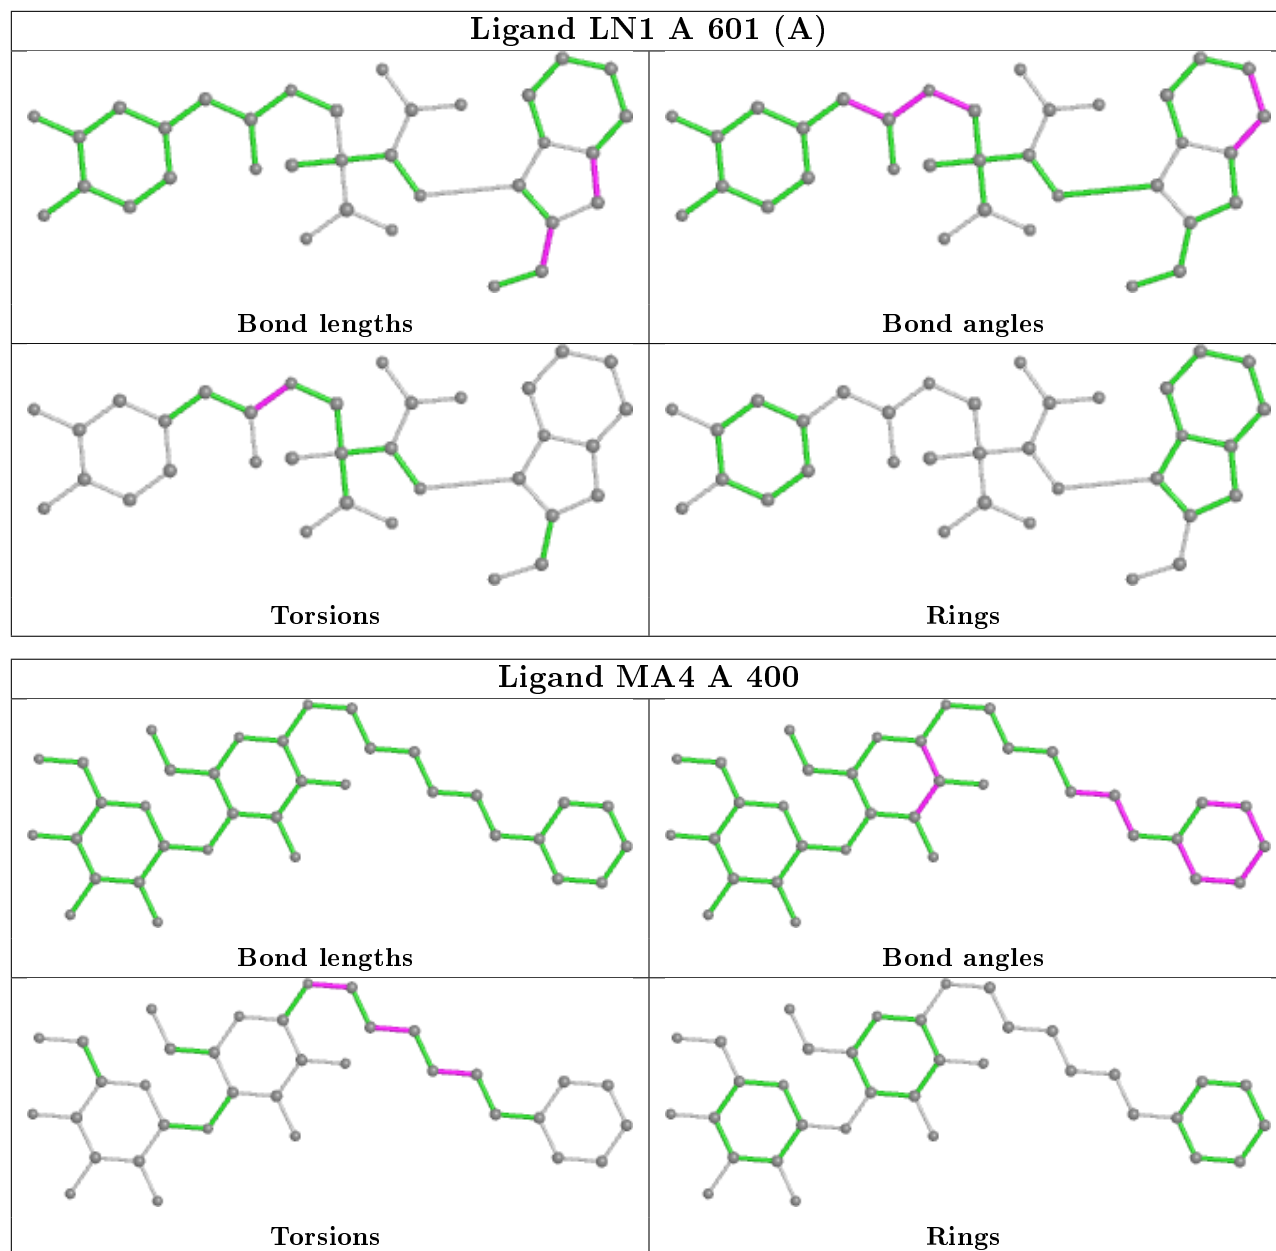 Ligand LN1 A 601 (A)
Bond lengths
Bond angles
Torsions
Rings
Ligand MA4 A 400
Bond lengths
Bond angles
Torsions
Rings